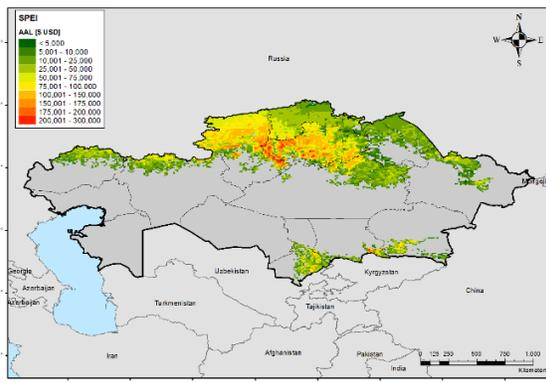 SPEI
AAL [$ USD]
< 5,000
5,001 - 10,000
10,001 - 25,000
25,001 - 50,000
50,001 - 75,000
75,001 - 100,000
100,001 - 150,000
150,001 - 175,000
175,001 - 200,000
200,001 - 300,000
N
W
E
S
Russia
Georgia
Azerbaijan
Azerbaijan
Uzbekistan
Kyrgyzstan
China
Turkmenistan
Tajikistan
Iran
Afghanistan
Pakistan
India
0 125 250 500 750 1,000
Kilometers